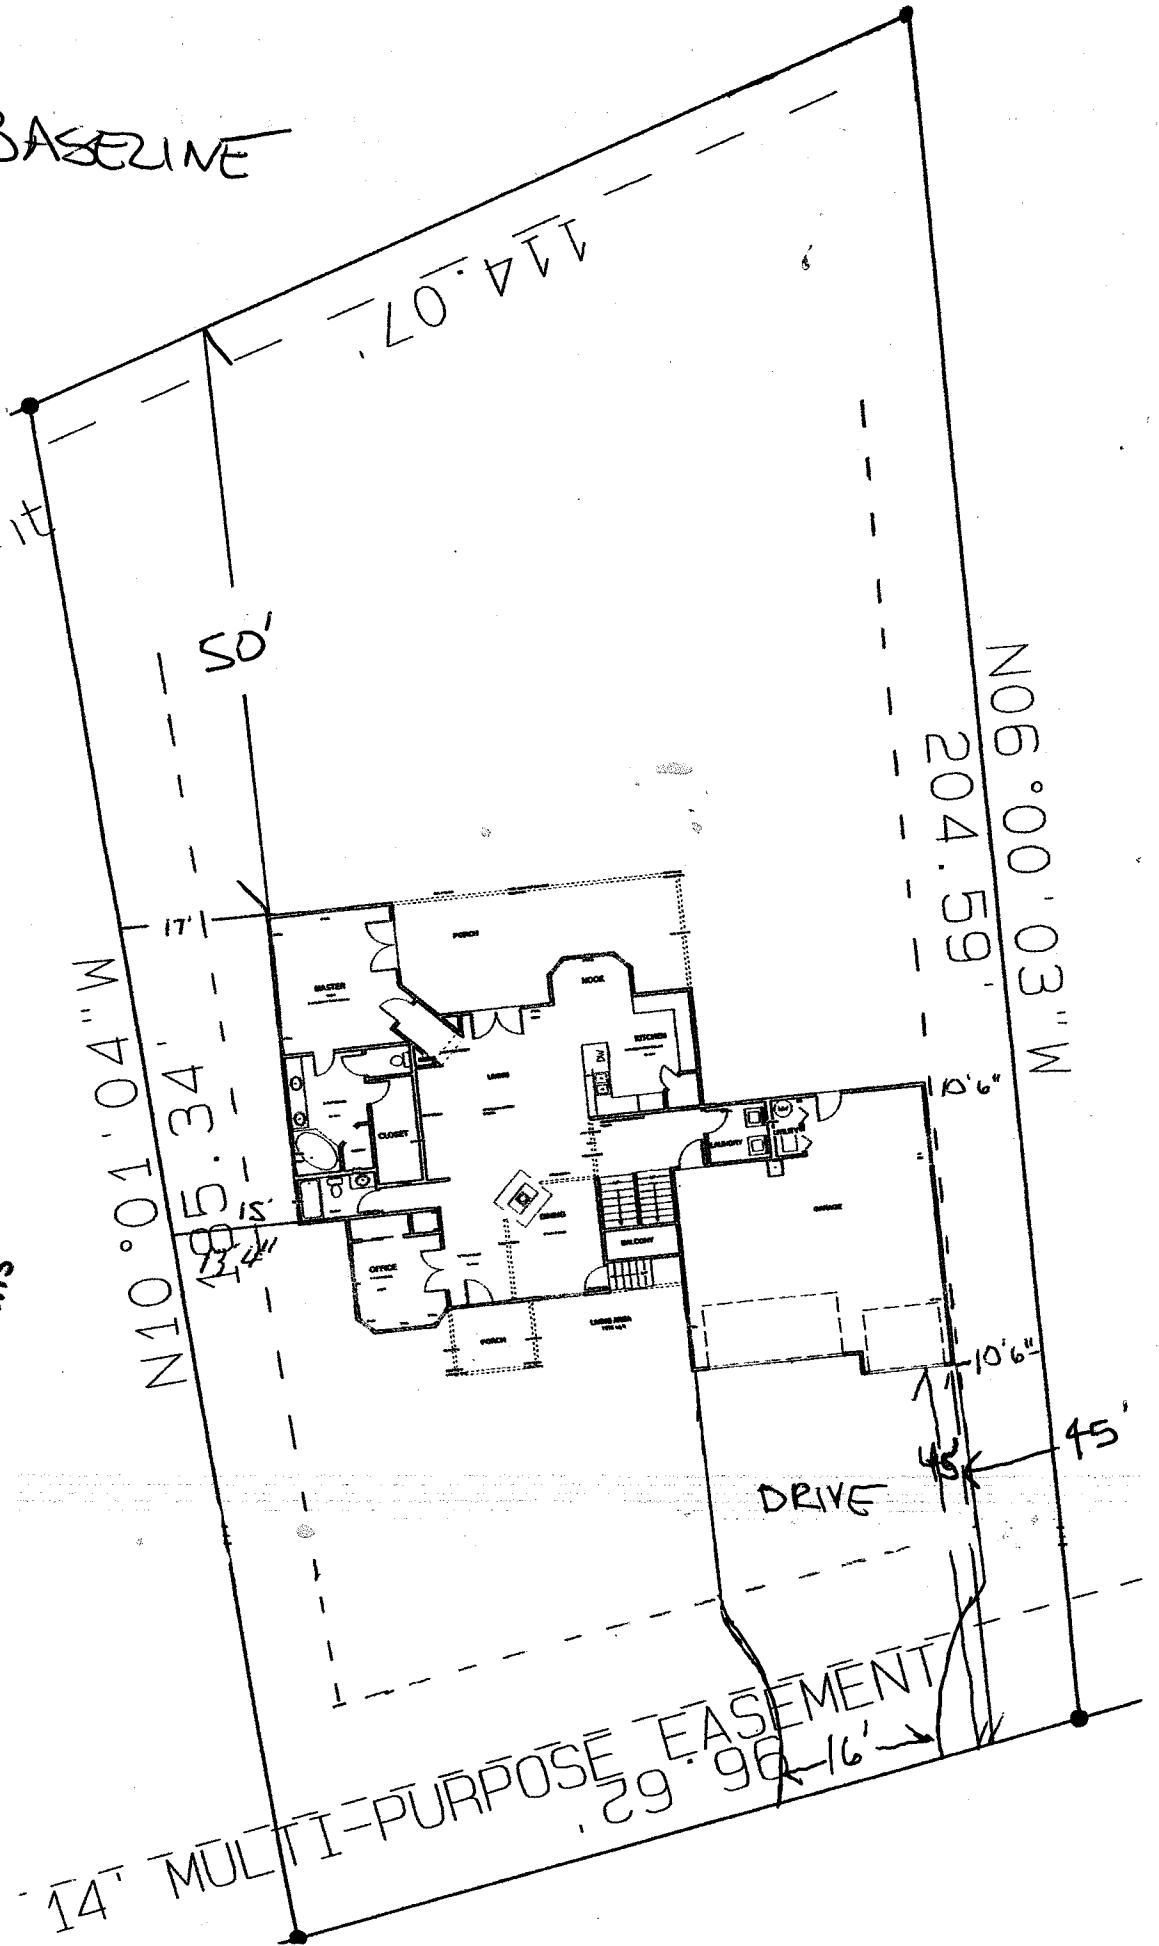 BASELINE
114.07'
50'
N06°00'03"W
204.59'
17'
PORCH
NOOK
MASTER
KITCHEN
DW
LIVING
10'6"
CLOSET
LAUNDRY
UTILITY
N10°01'04"W
185.34'
15'
13'4"
DINING
GARAGE
BALCONY
OFFICE
PORCH
LIVING AREA
10'6"
45'
45'
DRIVE
16'
14' MULTI-PURPOSE EASEMENT
96.62'